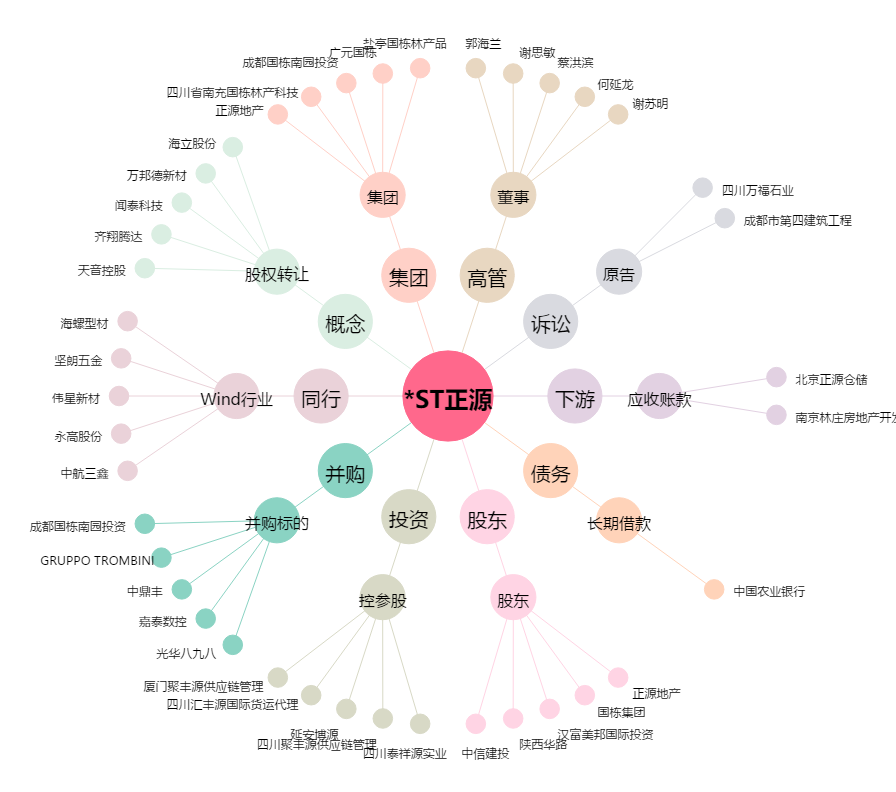 盐亭国栋林产品
郭海兰
广元国栋
谢思敏
成都国栋南园投资
蔡洪滨
四川省南充国栋林产科技
何延龙
正源地产
谢苏明
海立股份
万邦德新材
四川万福石业
集团
董事
闻泰科技
成都市第四建筑工程
齐翔腾达
天音控股
股权转让
集团
高管
原告
海螺型材
概念
诉讼
坚朗五金
北京正源仓储
伟星新材
Wind行业
同行
*ST正源
下游
应收账款
南京林庄房地产开发
永高股份
中航三鑫
并购
债务
成都国栋南园投资
并购标的
投资
股东
长期借款
GRUPPO TROMBINI
中鼎丰
中国农业银行
控参股
股东
嘉泰数控
光华八九八
厦门聚丰源供应链管理
正源地产
四川汇丰源国际货运代理
国栋集团
延安博源
汉富美邦国际投资
四川聚丰源供应链管理
陕西华路
四川泰祥源实业
中信建投